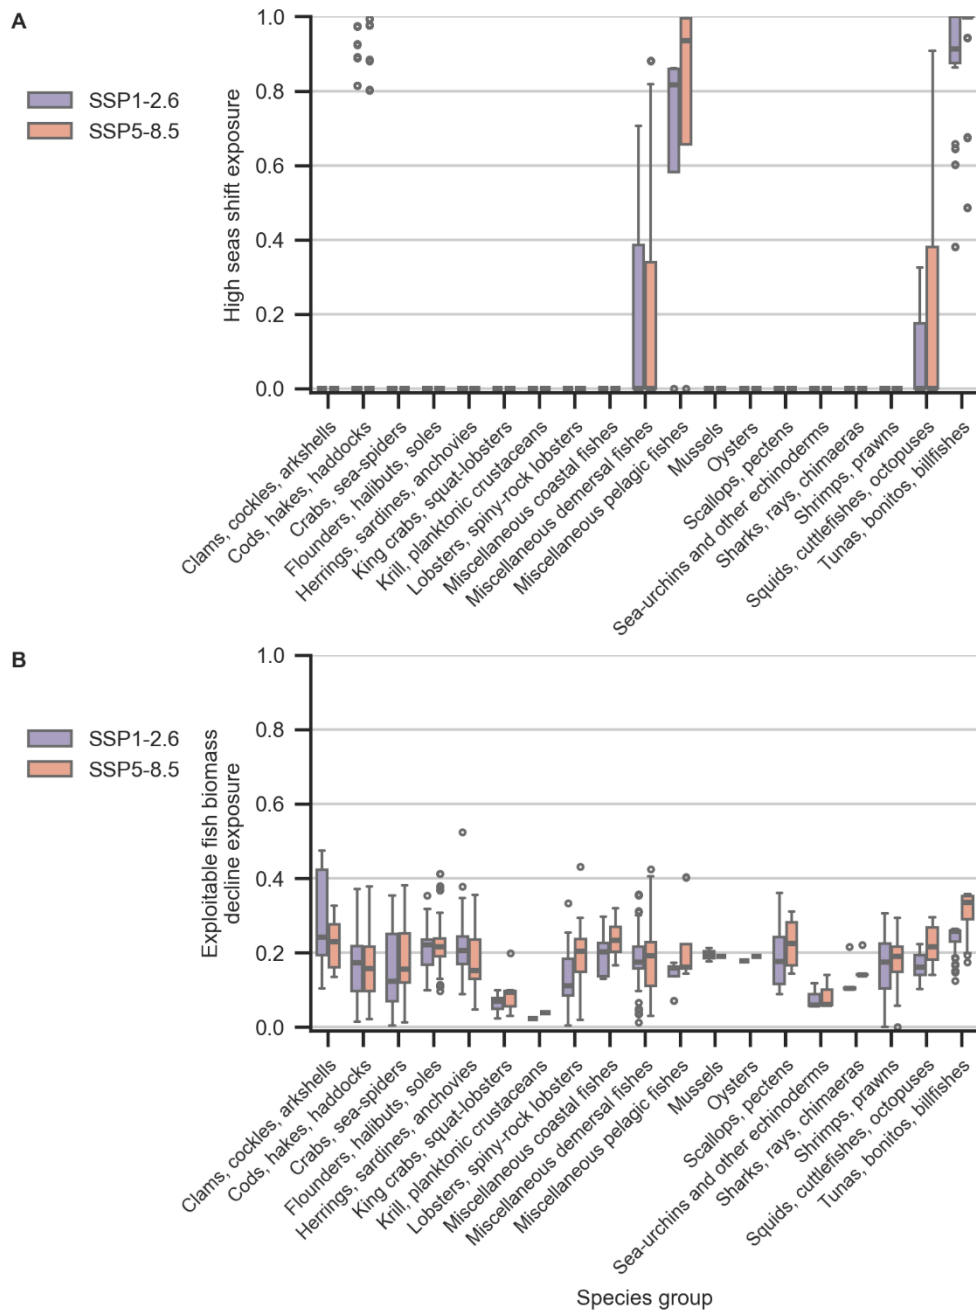 A
SSP1-2.6
SSP5-8.5
High seas shift exposure
1.0
0.8
0.6
0.4
0.2
0.0
Clams, cockles, arkshells
Cods, hakes, haddocks
Crabs, sea-spiders
Flounders, halibuts, soles
Herrings, sardines, anchovies
King crabs, squat-lobsters
Krill, planktonic crustaceans
Lobsters, spiny-rock lobsters
Miscellaneous coastal fishes
Miscellaneous demersal fishes
Miscellaneous pelagic fishes
Mussels
Oysters
Scallops, pectens
Sea-urchins and other echinoderms
Sharks, rays, chimaeras
Shrimps, prawns
Squids, cuttlefishes, octopuses
Tunas, bonitos, billfishes
B
SSP1-2.6
SSP5-8.5
Exploitable fish biomass
decline exposure
1.0
0.8
0.6
0.4
0.2
0.0
Clams, cockles, arkshells
Cods, hakes, haddocks
Crabs, sea-spiders
Flounders, halibuts, soles
Herrings, sardines, anchovies
King crabs, squat-lobsters
Krill, planktonic crustaceans
Lobsters, spiny-rock lobsters
Miscellaneous coastal fishes
Miscellaneous demersal fishes
Miscellaneous pelagic fishes
Mussels
Oysters
Scallops, pectens
Sea-urchins and other echinoderms
Sharks, rays, chimaeras
Shrimps, prawns
Squids, cuttlefishes, octopuses
Tunas, bonitos, billfishes
Species group